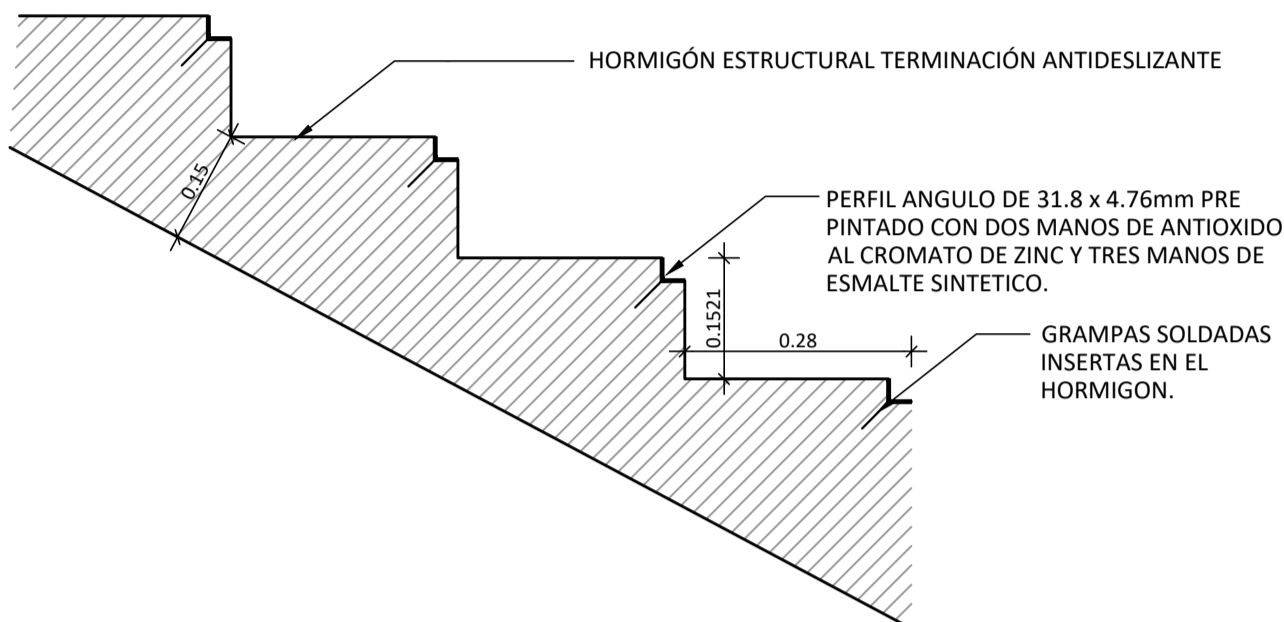 HORMIGÓN ESTRUCTURAL TERMINACIÓN ANTIDESLIZANTE
0.15
PERFIL ANGULO DE 31.8 x 4.76mm PRE
PINTADO CON DOS MANOS DE ANTIOXIDO
AL CROMATO DE ZINC Y TRES MANOS DE
ESMALTE SINTETICO.
0.1521
0.28
GRAMPAS SOLDADAS
INSERTAS EN EL
HORMIGON.